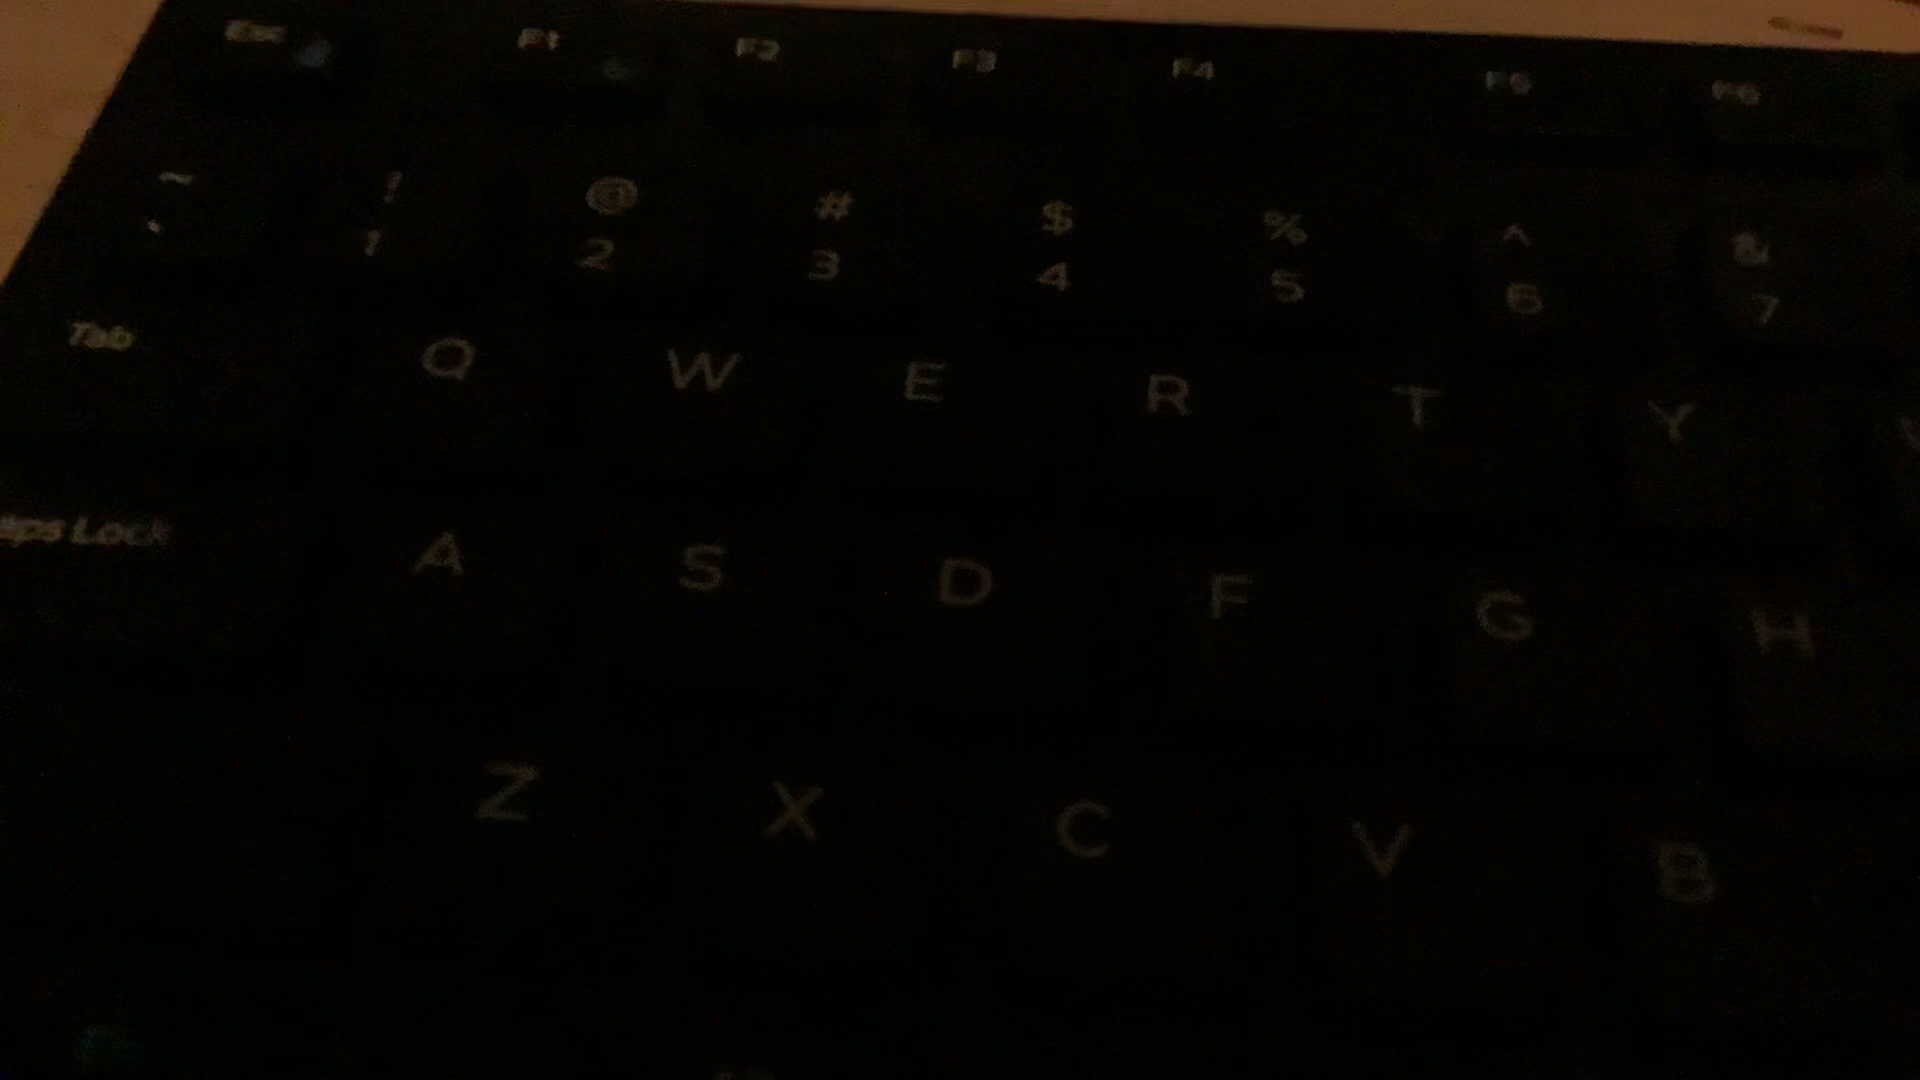 Esc F1 F2 F3 F4 F5 F6
~ ! @ # $ % ^ &
` 1 2 3 4 5 6 7
Tab Q W E R T Y
Caps Lock A S D F G H
Z X C V B